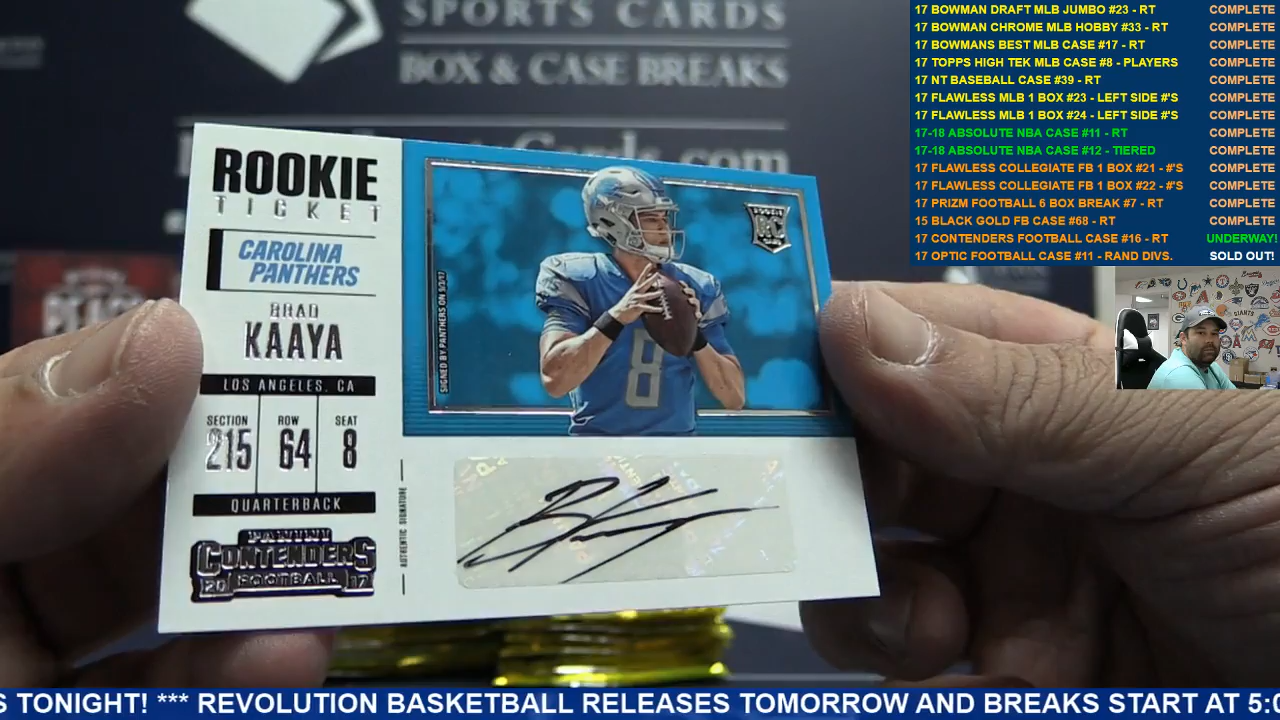 SPORTS CARDS
BOX & CASE BREAKS
ROOKIE
TICKET
CAROLINA
PANTHERS
BRAD
KAAYA
LOS ANGELES, CA
SECTION ROW SEAT
215 64 8
QUARTERBACK
PANINI
CONTENDERS
20 FOOTBALL 17
SIGNED BY PANTHERS ON 9/3/17
ROOKIE
RC
8
AUTHENTIC SIGNATURE
17 BOWMAN DRAFT MLB JUMBO #23 - RT COMPLETE
17 BOWMAN CHROME MLB HOBBY #33 - RT COMPLETE
17 BOWMANS BEST MLB CASE #17 - RT COMPLETE
17 TOPPS HIGH TEK MLB CASE #8 - PLAYERS COMPLETE
17 NT BASEBALL CASE #39 - RT COMPLETE
17 FLAWLESS MLB 1 BOX #23 - LEFT SIDE #'S COMPLETE
17 FLAWLESS MLB 1 BOX #24 - LEFT SIDE #'S COMPLETE
17-18 ABSOLUTE NBA CASE #11 - RT COMPLETE
17-18 ABSOLUTE NBA CASE #12 - TIERED COMPLETE
17 FLAWLESS COLLEGIATE FB 1 BOX #21 - #'S COMPLETE
17 FLAWLESS COLLEGIATE FB 1 BOX #22 - #'S COMPLETE
17 PRIZM FOOTBALL 6 BOX BREAK #7 - RT COMPLETE
15 BLACK GOLD FB CASE #68 - RT COMPLETE
17 CONTENDERS FOOTBALL CASE #16 - RT UNDERWAY!
17 OPTIC FOOTBALL CASE #11 - RAND DIVS. SOLD OUT!
S TONIGHT! *** REVOLUTION BASKETBALL RELEASES TOMORROW AND BREAKS START AT 5:0